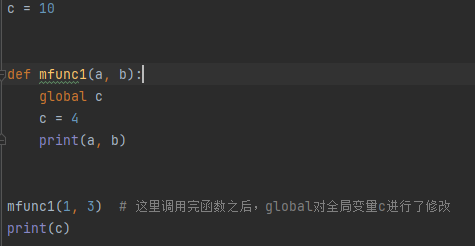 c = 10
def mfunc1(a, b):
    global c
    c = 4
    print(a, b)
mfunc1(1, 3)  # 这里调用完函数之后，global对全局变量c进行了修改
print(c)